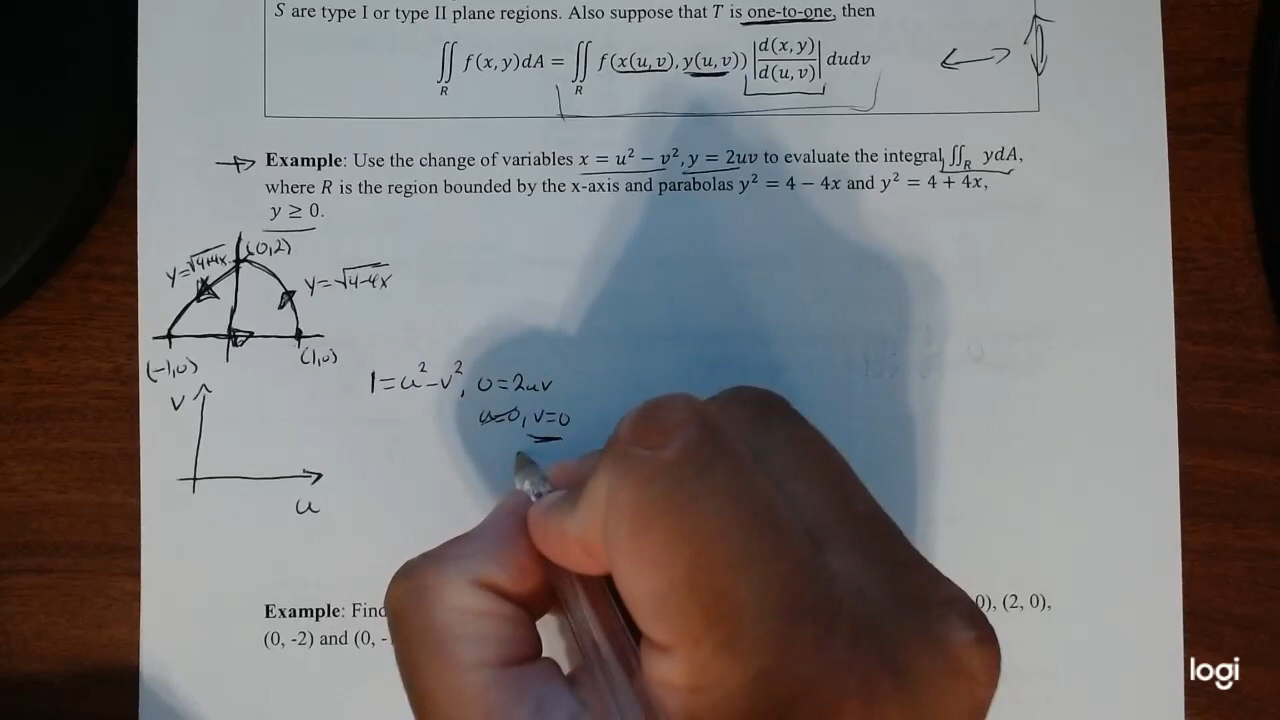 S are type I or type II plane regions. Also suppose that T is one-to-one, then
∬_R f(x, y)dA = ∬_R f(x(u, v), y(u, v)) |d(x, y)/d(u, v)| dudv
Example: Use the change of variables x = u² − v², y = 2uv to evaluate the integral ∬_R ydA,
where R is the region bounded by the x-axis and parabolas y² = 4 − 4x and y² = 4 + 4x,
y ≥ 0.
(0,2)
y=√4+4x
y=√4-4x
(-1,0)
(1,0)
1=u²-v², 0=2uv
u=0, v=0
v
u
Example: Find
0), (2, 0),
(0, -2) and (0, -
logi